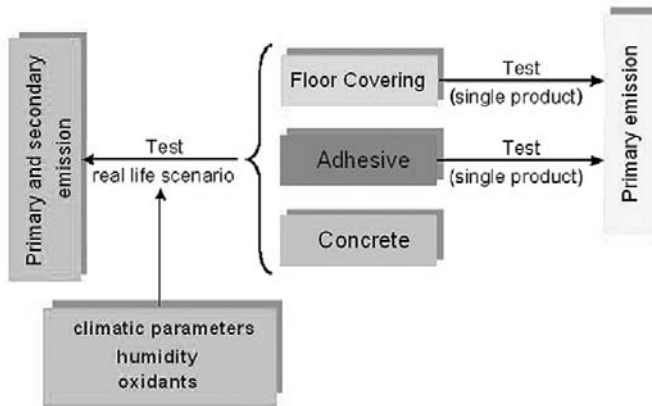 Primary and secondary
emission
Test
real life scenario
Floor Covering
Adhesive
Concrete
Test
(single product)
Test
(single product)
Primary emission
climatic parameters
humidity
oxidants